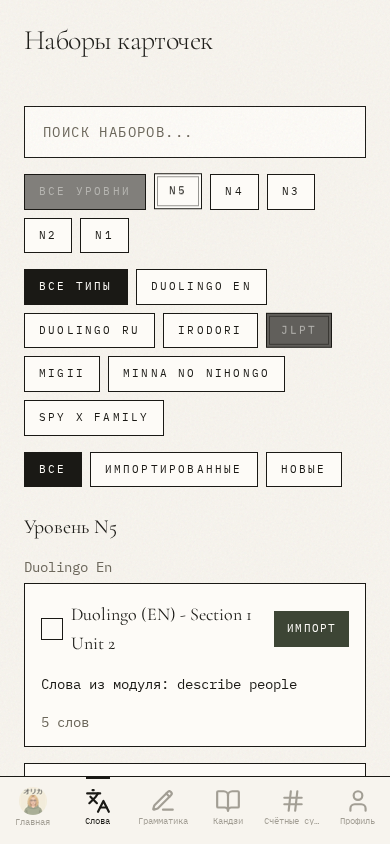 Наборы карточек
ПОИСК НАБОРОВ...
ВСЕ УРОВНИ N5 N4 N3
N2 N1
ВСЕ ТИПЫ DUOLINGO EN
DUOLINGO RU IRODORI JLPT
MIGII MINNA NO NIHONGO
SPY X FAMILY
ВСЕ ИМПОРТИРОВАННЫЕ НОВЫЕ
Уровень N5
Duolingo En
Duolingo (EN) - Section 1
Unit 2
ИМПОРТ
Слова из модуля: describe people
5 слов
オリカ
Главная Слова Грамматика Кандзи Счётные су... Профиль